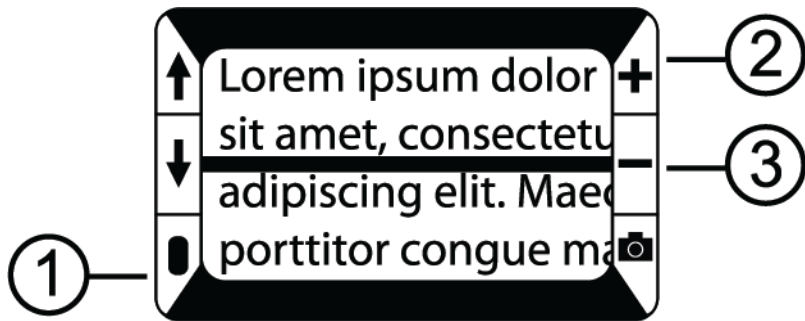 Lorem ipsum dolor
sit amet, consectetu
adipiscing elit. Maec
porttitor congue ma
+
−
1
2
3